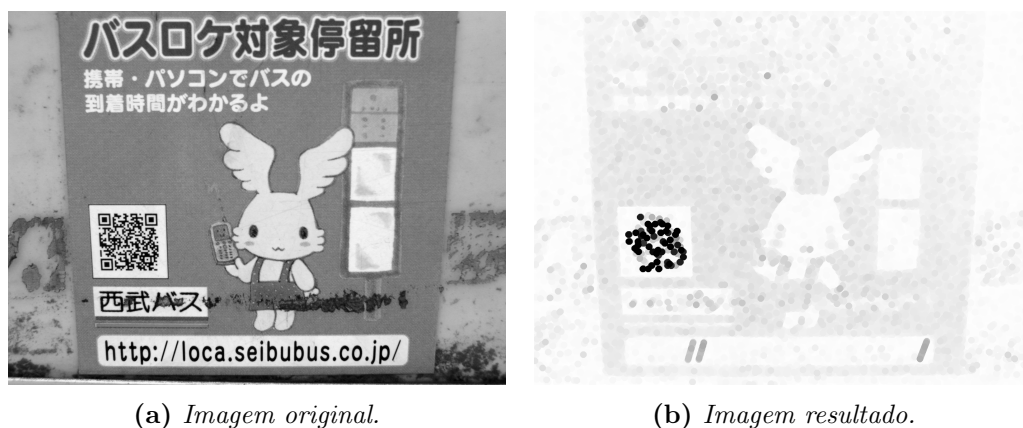 バスロケ対象停留所
携帯・パソコンでバスの
到着時間がわかるよ
西武バス
http://loca.seibubus.co.jp/
(a) Imagem original.
(b) Imagem resultado.